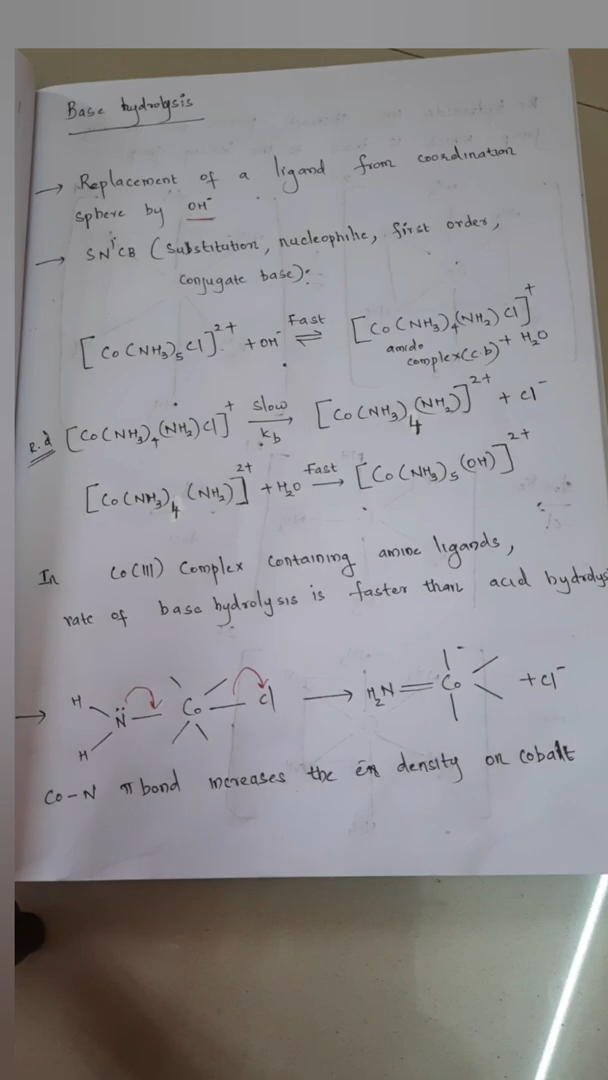 Base hydrolysis
→ Replacement of a ligand from coordination
sphere by OH⁻
→ SN¹CB (substitution, nucleophilic, first order,
conjugate base):
[Co(NH₃)₅Cl]²⁺ + OH⁻ Fast ⇌ [Co(NH₃)₄(NH₂)Cl]⁺ + H₂O
amido
complex(c.b)
R.d [Co(NH₃)₄(NH₂)Cl]⁺ slow → k_b [Co(NH₃)₄(NH₂)]²⁺ + Cl⁻
[Co(NH₃)₄(NH₂)]²⁺ + H₂O Fast → [Co(NH₃)₅(OH)]²⁺
In Co(III) Complex containing amine ligands,
rate of base hydrolysis is faster than acid hydrolys
→ H H N̈ — Co — Cl → H₂N = Co⁻ + Cl⁻
Co-N π bond increases the density on cobalt